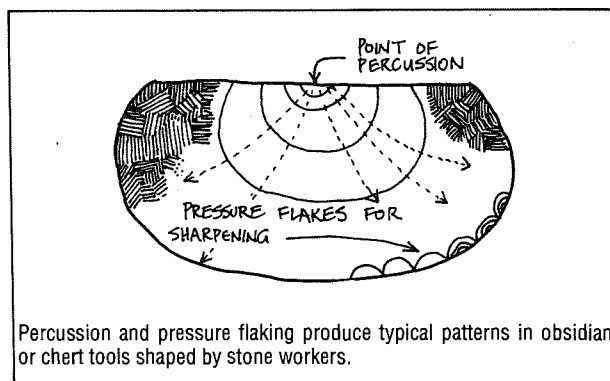 POINT OF
PERCUSSION
PRESSURE FLAKES FOR
SHARPENING
Percussion and pressure flaking produce typical patterns in obsidian
or chert tools shaped by stone workers.